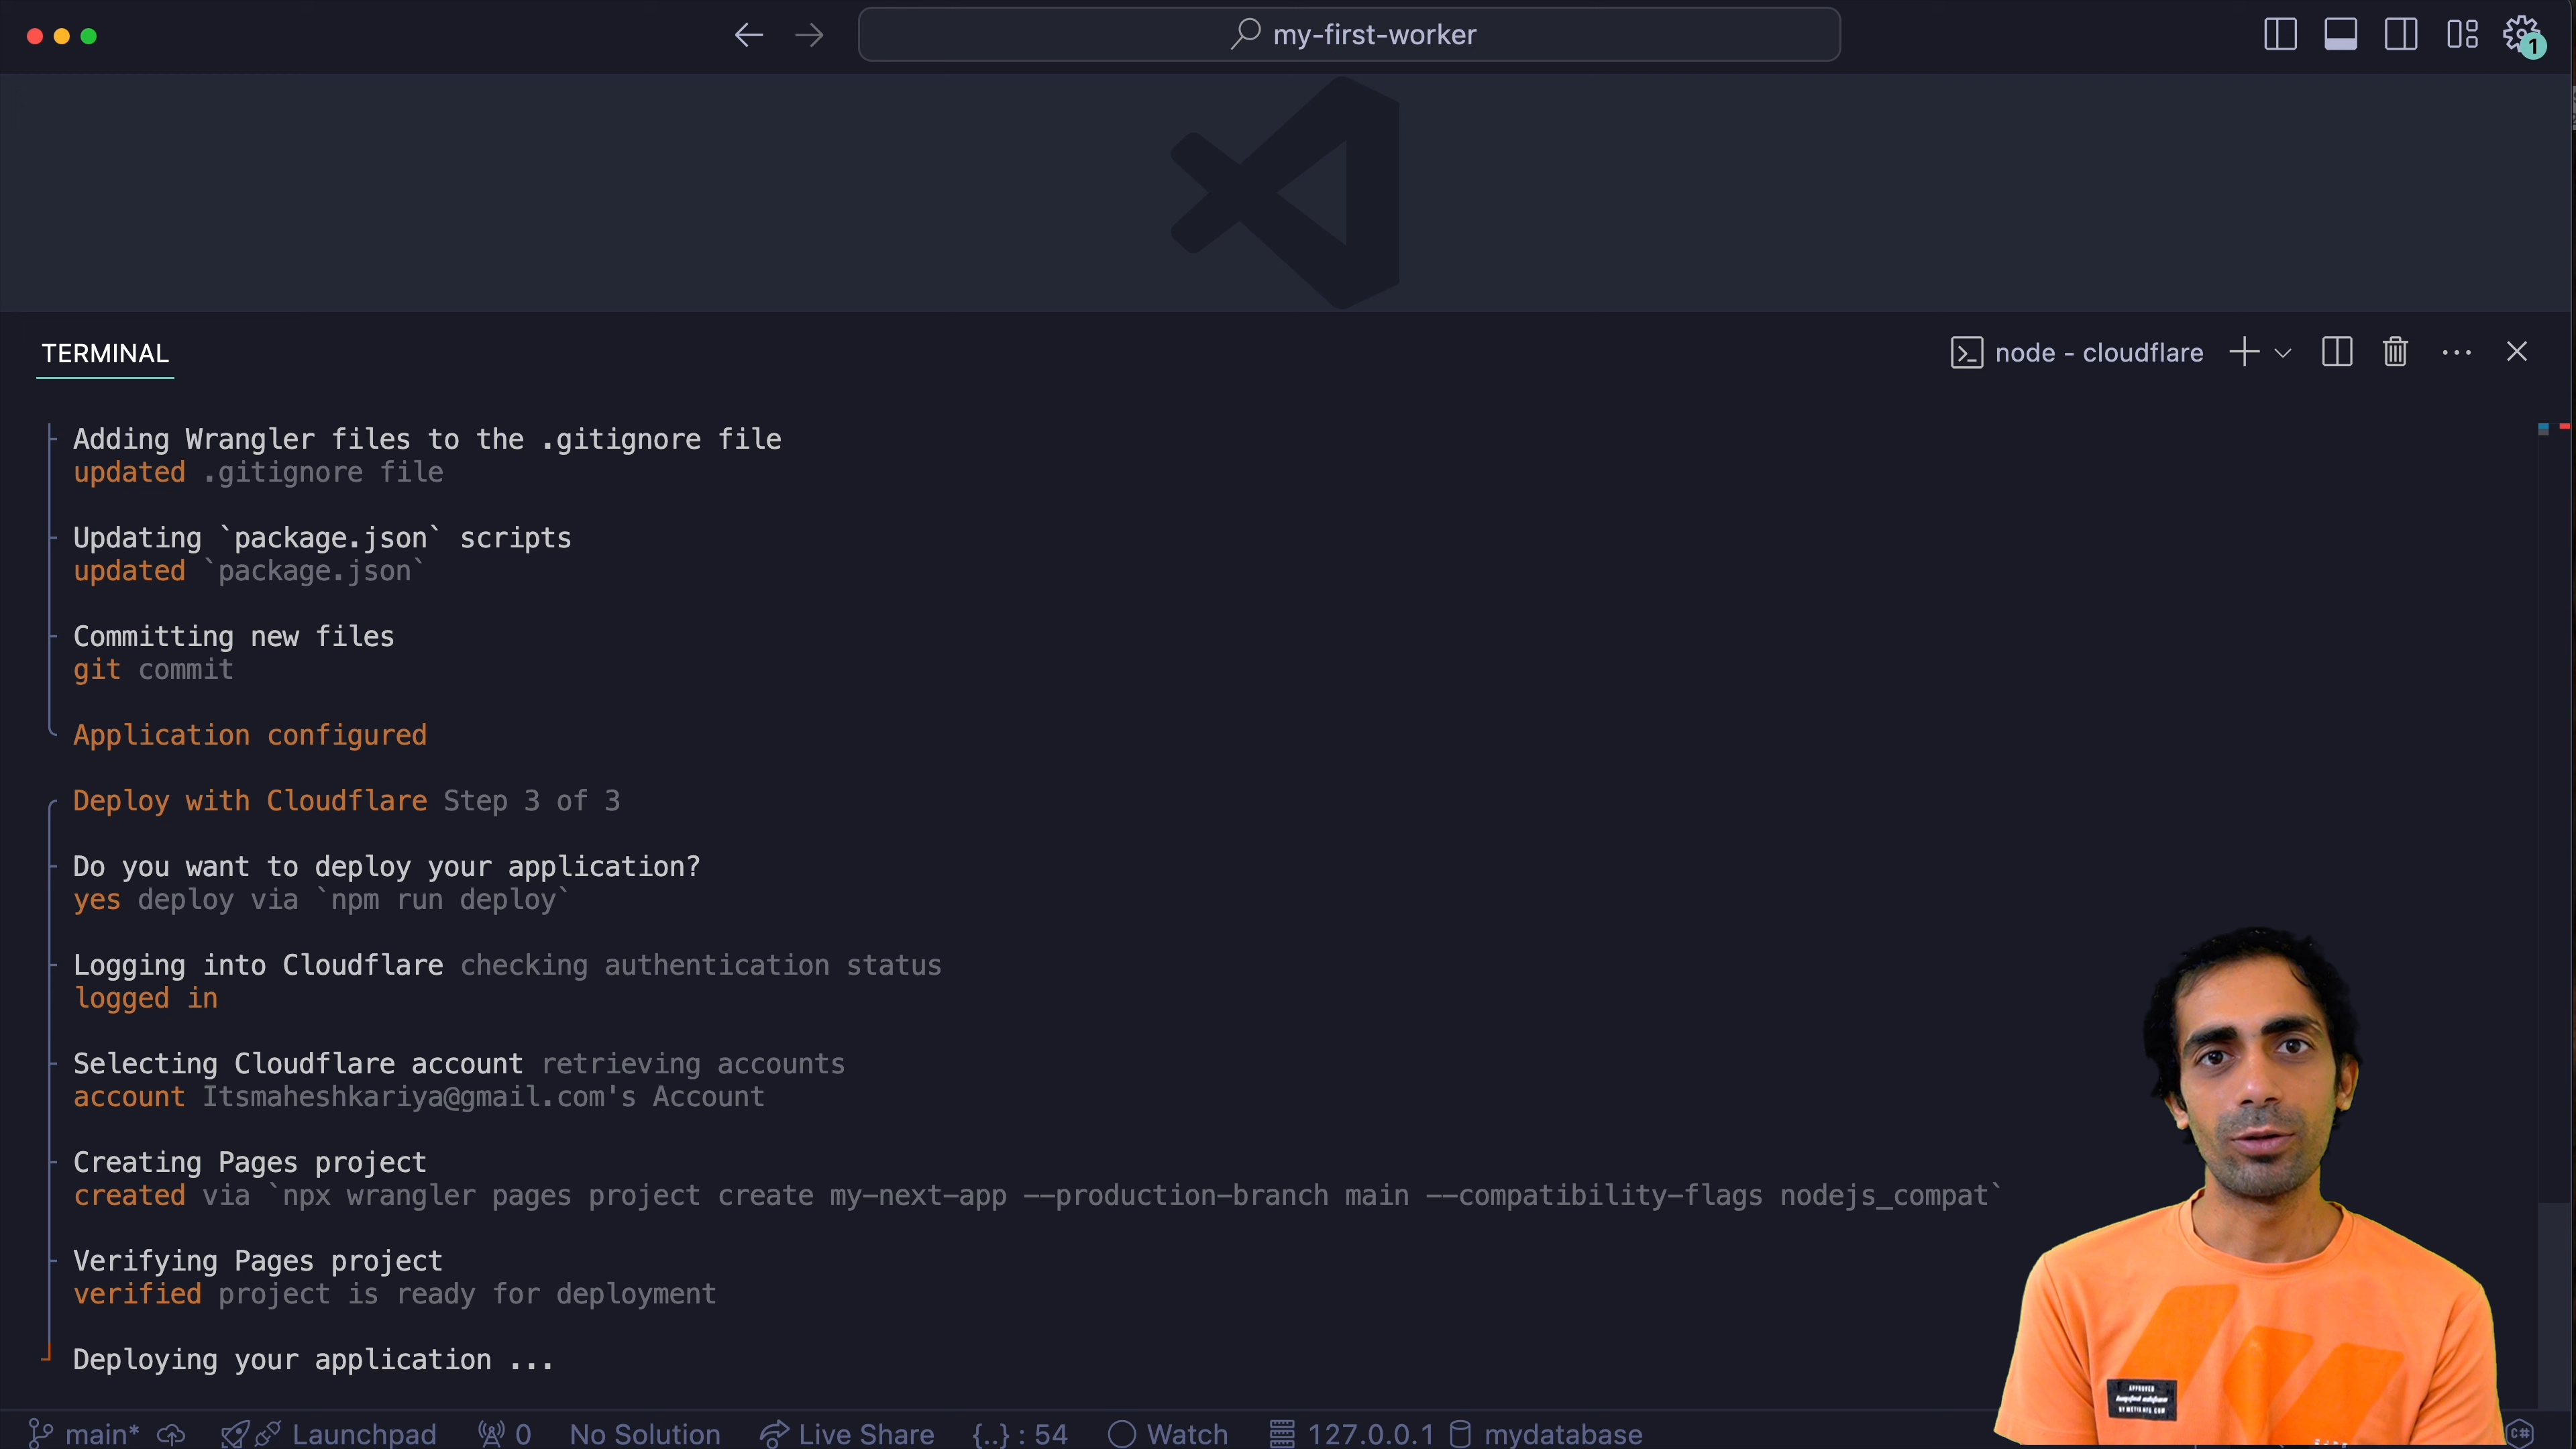 my-first-worker
1
TERMINAL
node - cloudflare
Adding Wrangler files to the .gitignore file
updated .gitignore file
Updating `package.json` scripts
updated `package.json`
Committing new files
git commit
Application configured
Deploy with Cloudflare Step 3 of 3
Do you want to deploy your application?
yes deploy via `npm run deploy`
Logging into Cloudflare checking authentication status
logged in
Selecting Cloudflare account retrieving accounts
account Itsmaheshkariya@gmail.com's Account
Creating Pages project
created via `npx wrangler pages project create my-next-app --production-branch main --compatibility-flags nodejs_compat`
Verifying Pages project
verified project is ready for deployment
Deploying your application ...
APPROVED
main* Launchpad 0 No Solution Live Share {..} : 54 Watch 127.0.0.1 mydatabase C#